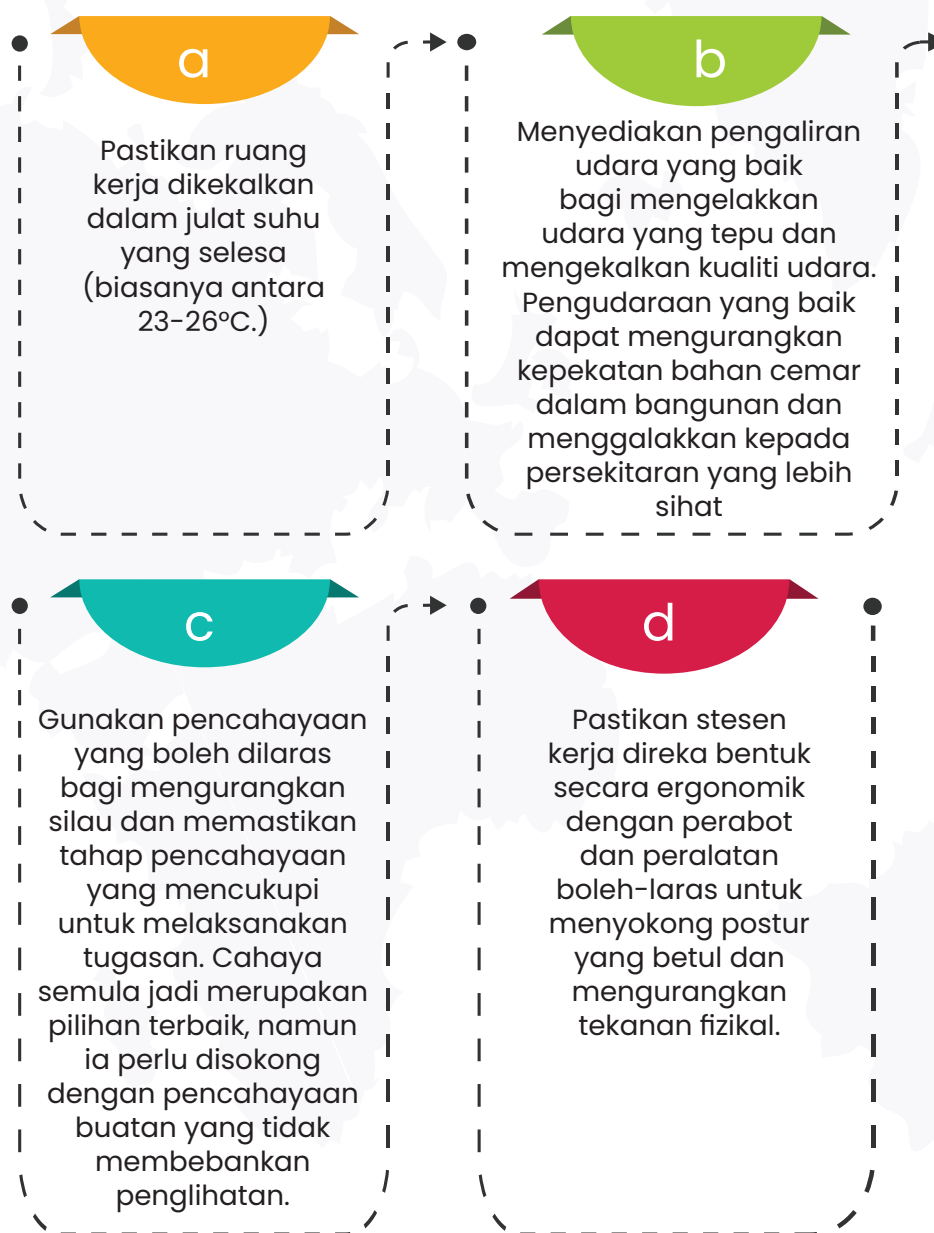 a
Pastikan ruang
kerja dikekalkan
dalam julat suhu
yang selesa
(biasanya antara
23-26°C.)
b
Menyediakan pengaliran
udara yang baik
bagi mengelakkan
udara yang tepu dan
mengekalkan kualiti udara.
Pengudaraan yang baik
dapat mengurangkan
kepekatan bahan cemar
dalam bangunan dan
menggalakkan kepada
persekitaran yang lebih
sihat
c
Gunakan pencahayaan
yang boleh dilaras
bagi mengurangkan
silau dan memastikan
tahap pencahayaan
yang mencukupi
untuk melaksanakan
tugasan. Cahaya
semula jadi merupakan
pilihan terbaik, namun
ia perlu disokong
dengan pencahayaan
buatan yang tidak
membebankan
penglihatan.
d
Pastikan stesen
kerja direka bentuk
secara ergonomik
dengan perabot
dan peralatan
boleh-laras untuk
menyokong postur
yang betul dan
mengurangkan
tekanan fizikal.